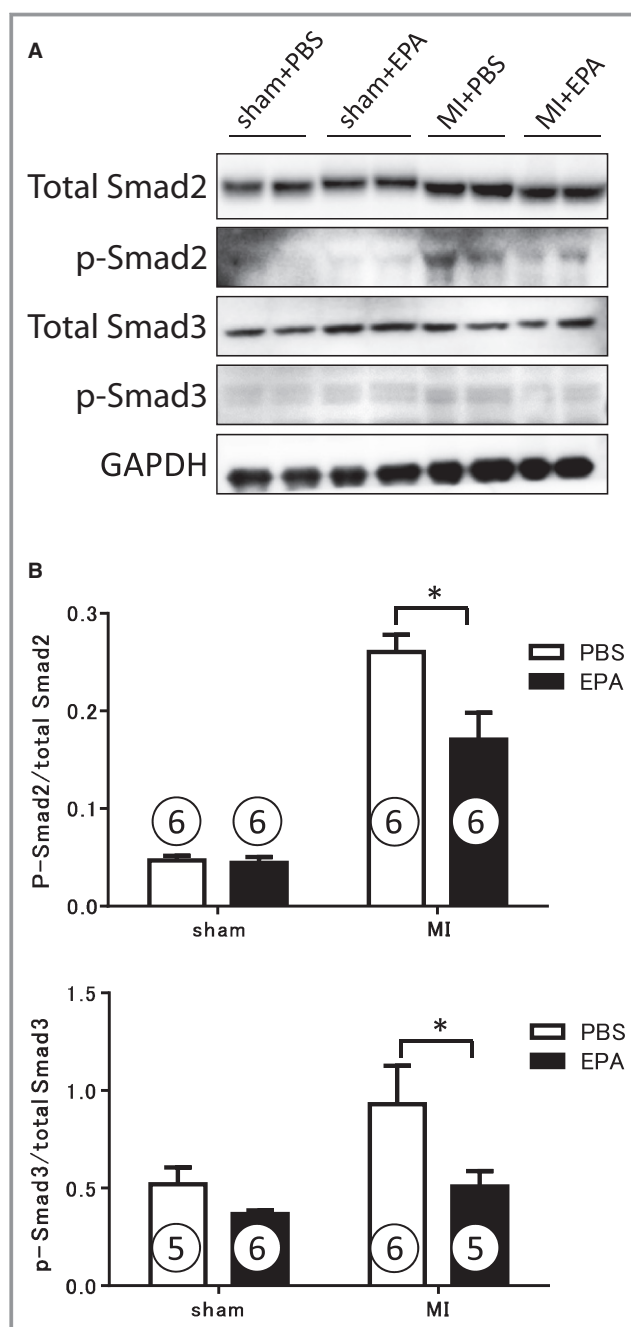 A
sham+PBS
sham+EPA
MI+PBS
MI+EPA
Total Smad2
p-Smad2
Total Smad3
p-Smad3
GAPDH
B
P-Smad2/total Smad2
0.3
0.2
0.1
0.0
*
PBS
EPA
6
6
6
6
sham
MI
p-Smad3/total Smad3
1.5
1.0
0.5
0.0
*
PBS
EPA
5
6
6
5
sham
MI